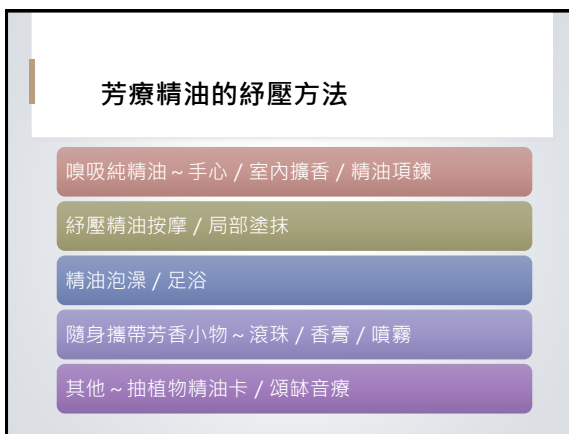 芳療精油的紓壓方法
嗅吸純精油~手心 / 室內擴香 / 精油項鍊
紓壓精油按摩 / 局部塗抹
精油泡澡 / 足浴
隨身攜帶芳香小物~滾珠 / 香膏 / 噴霧
其他~抽植物精油卡 / 頌缽音療